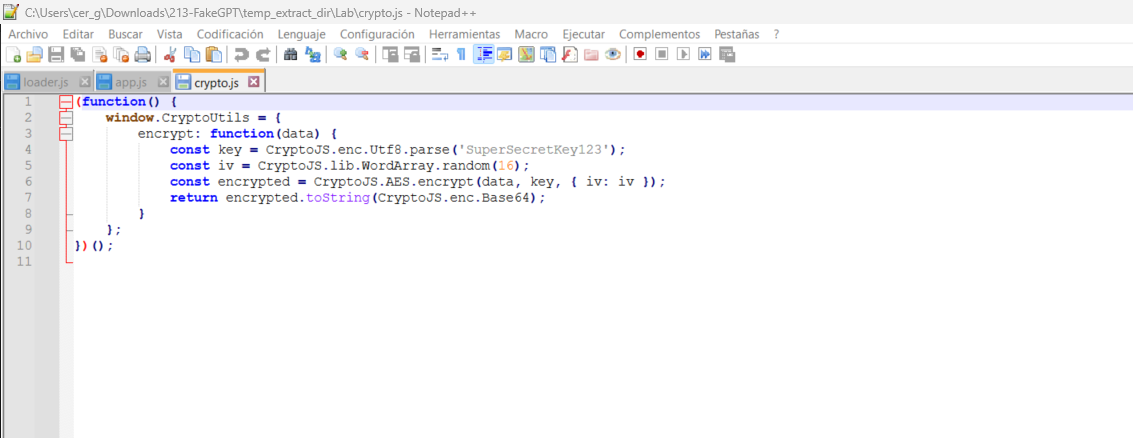 C:\Users\cer_g\Downloads\213-FakeGPT\temp_extract_dir\Lab\crypto.js - Notepad++
Archivo Editar Buscar Vista Codificación Lenguaje Configuración Herramientas Macro Ejecutar Complementos Pestañas ?
loader.js app.js crypto.js
1 (function() {
2 window.CryptoUtils = {
3 encrypt: function(data) {
4 const key = CryptoJS.enc.Utf8.parse('SuperSecretKey123');
5 const iv = CryptoJS.lib.WordArray.random(16);
6 const encrypted = CryptoJS.AES.encrypt(data, key, { iv: iv });
7 return encrypted.toString(CryptoJS.enc.Base64);
8 }
9 };
10 })();
11